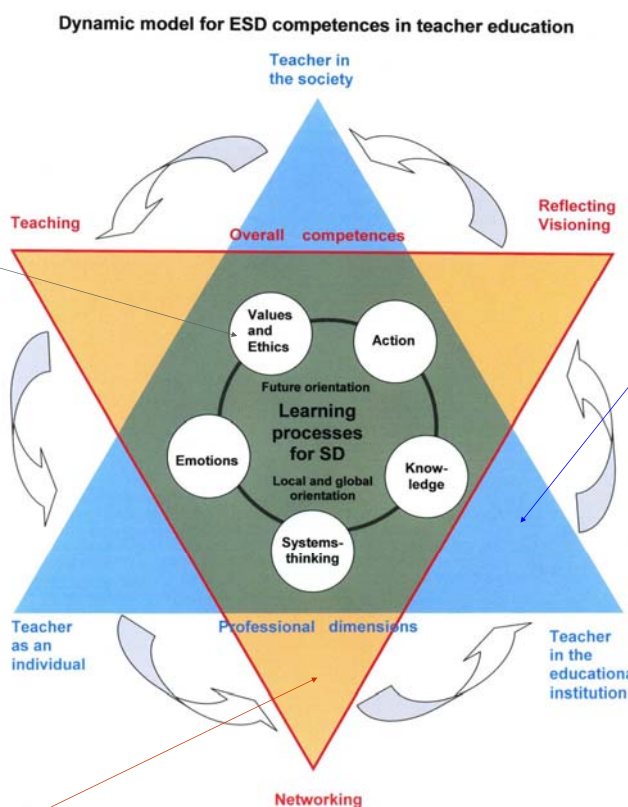 Dynamic model for ESD competences in teacher education
Teacher in
the society
Teaching
Reflecting
Visioning
Overall competences
Values
and
Ethics
Action
Future orientation
Learning
processes
for SD
Emotions
Know-
ledge
Local and global
orientation
Systems-
thinking
Teacher
as an
individual
Professional dimensions
Teacher
in the
educationa
institution
Networking